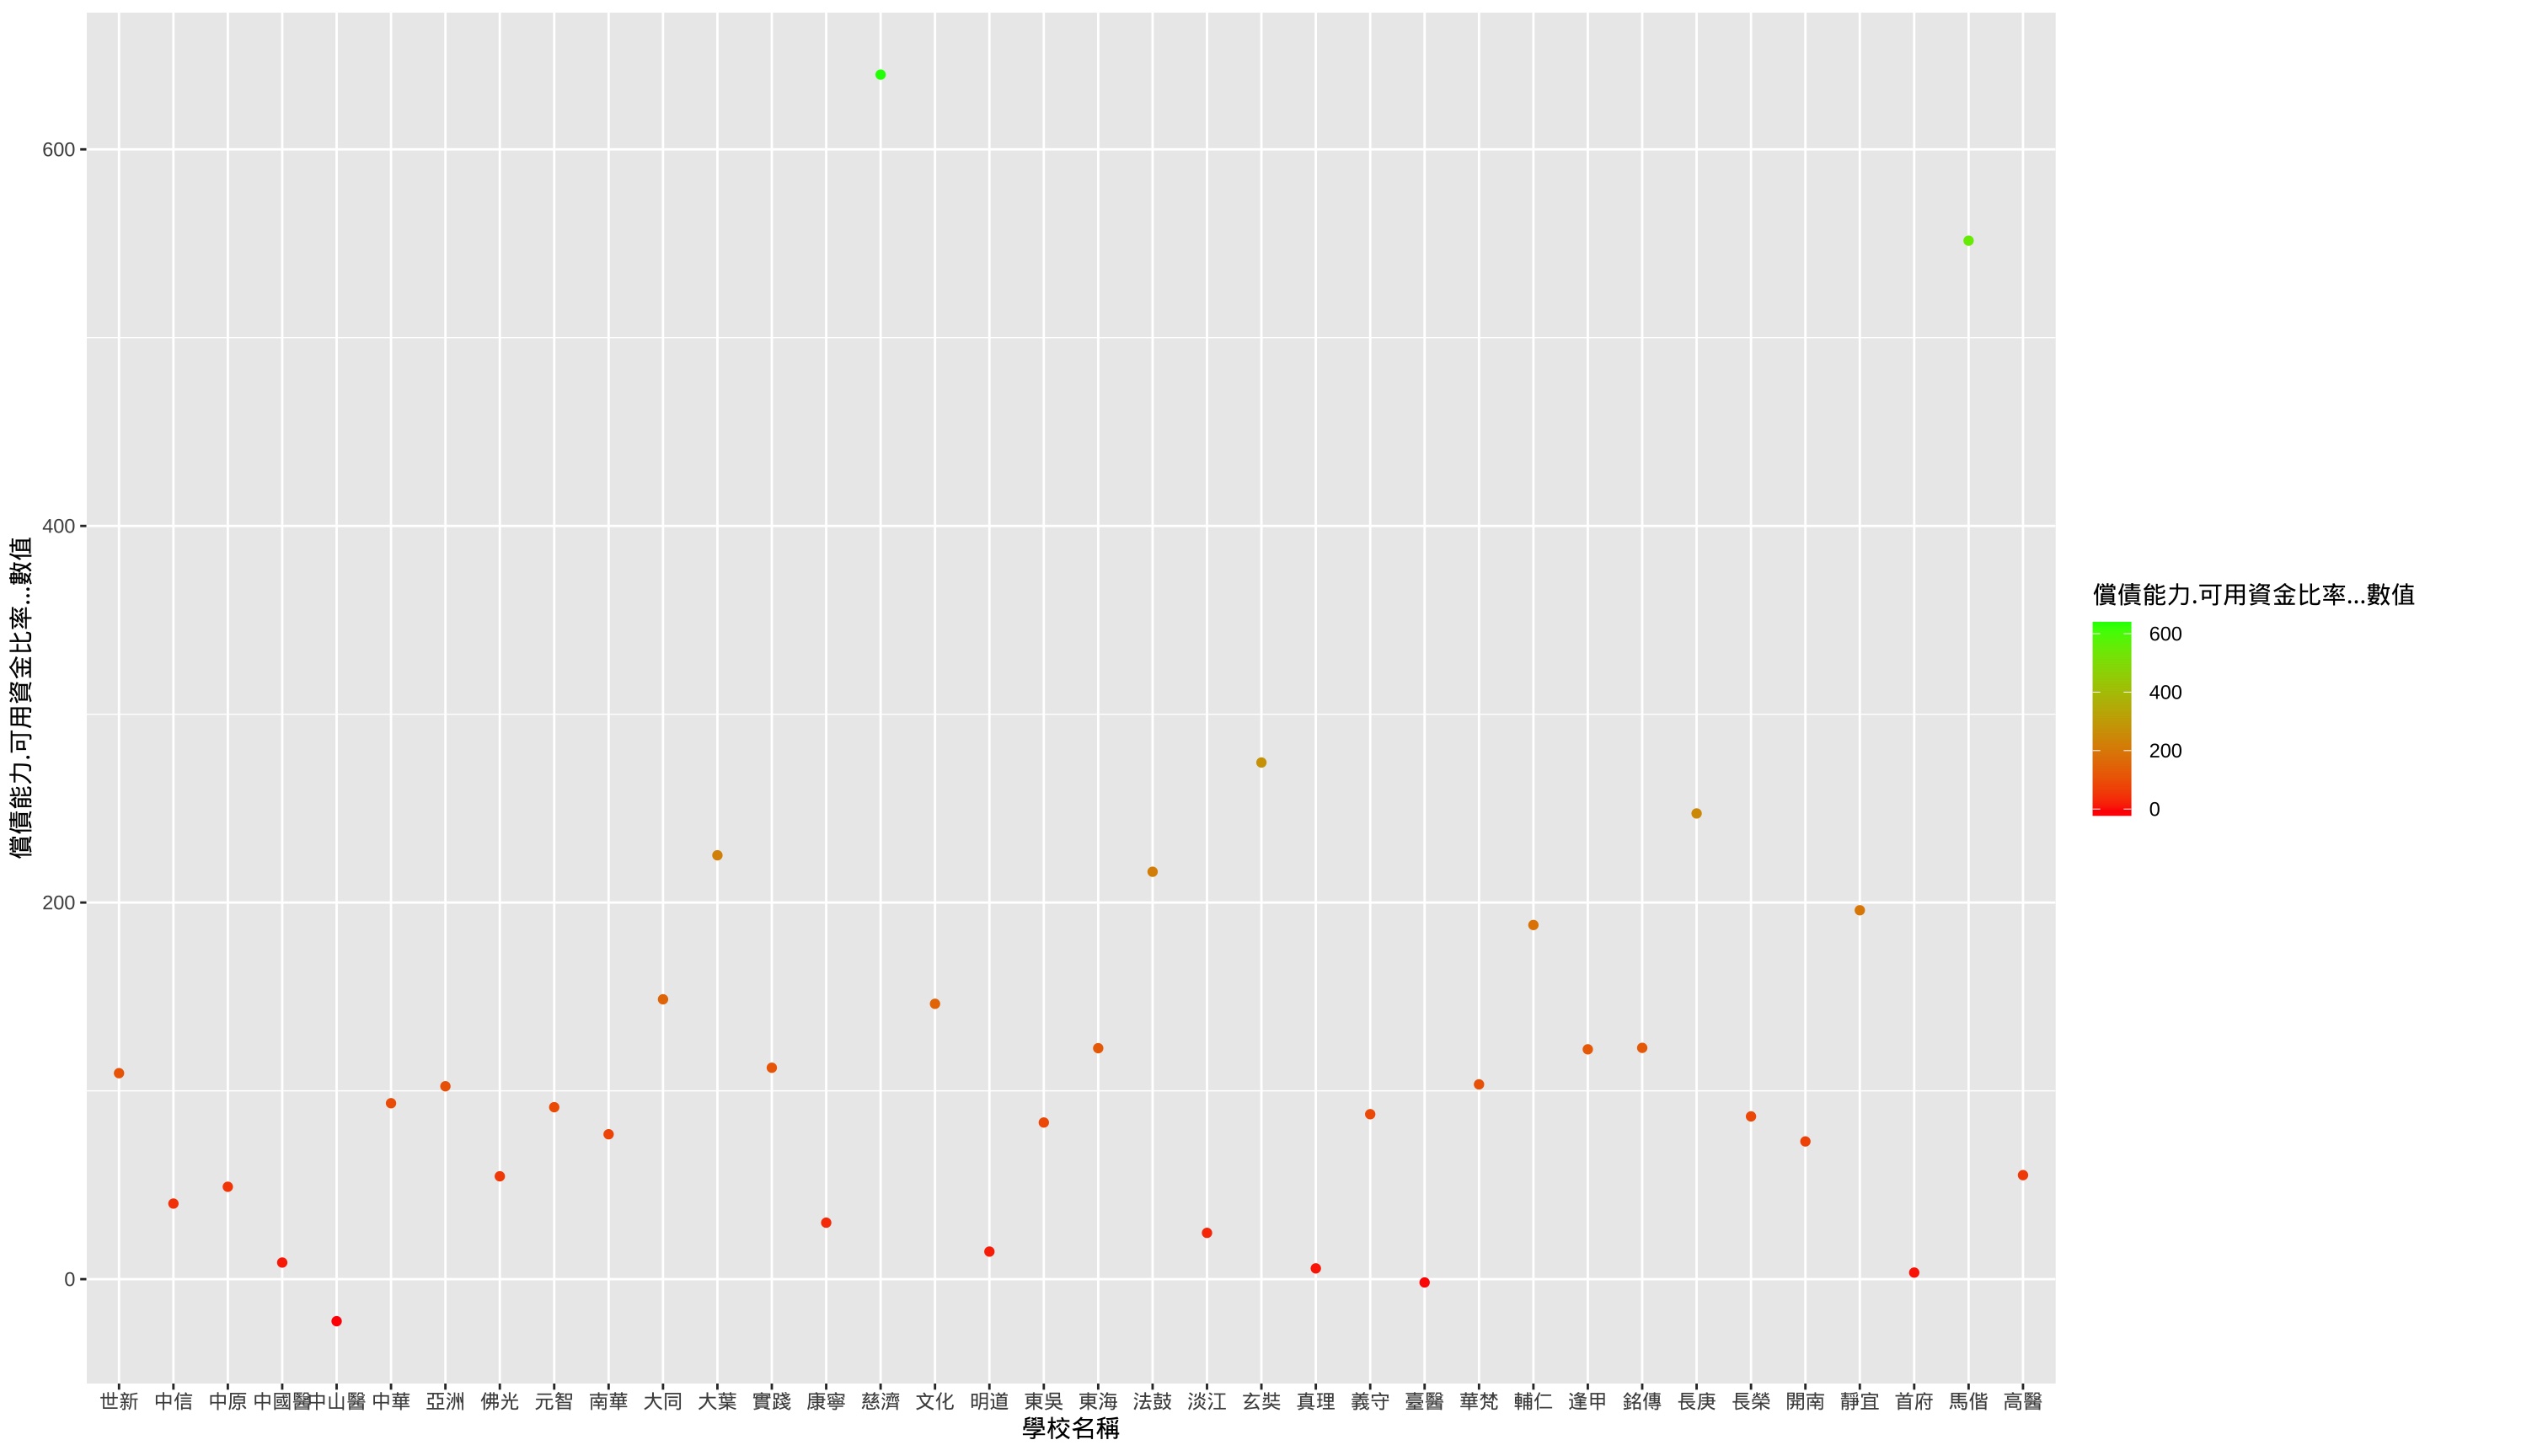 償債能力.可用資金比率...數值
600
400
200
0
世新 中信 中原 中國醫 中山醫 中華 亞洲 佛光 元智 南華 大同 大葉 實踐 康寧 慈濟 文化 明道 東吳 東海 法鼓 淡江 玄奘 真理 義守 臺醫 華梵 輔仁 逢甲 銘傳 長庚 長榮 開南 靜宜 首府 馬偕 高醫
學校名稱
償債能力.可用資金比率...數值
600
400
200
0